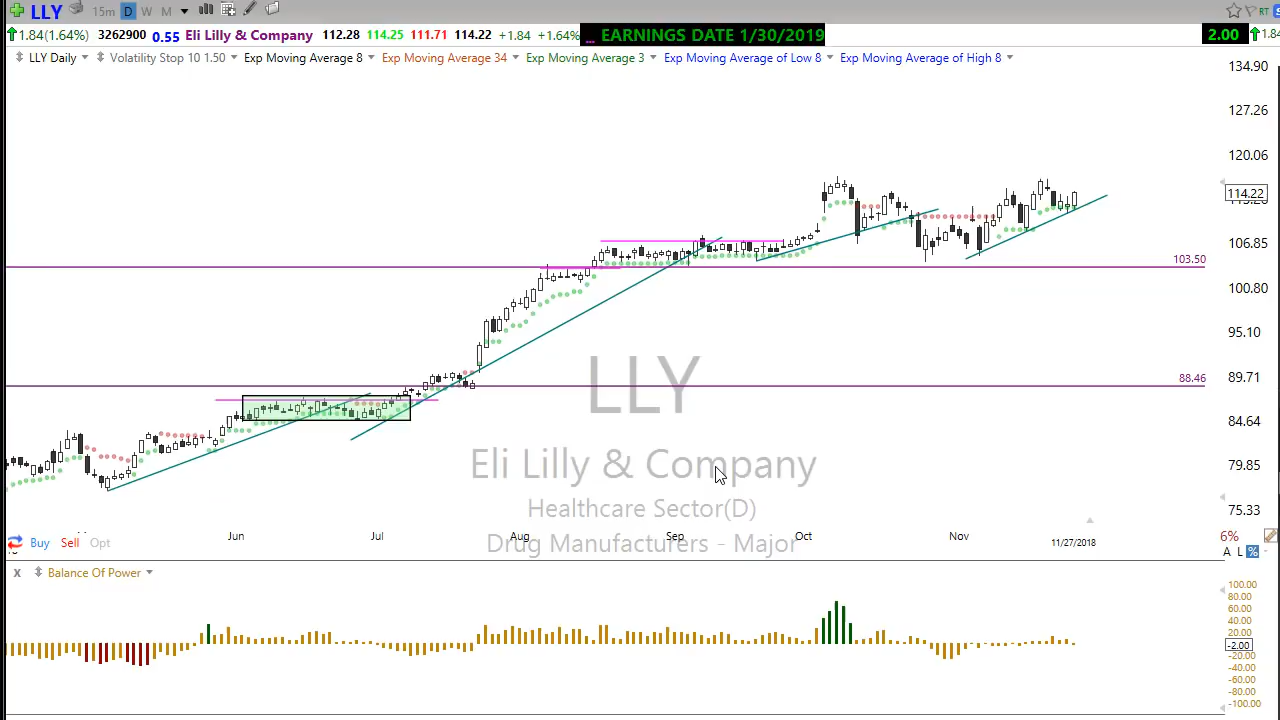 LLY 15m D W M RT
1.84(1.64%) 3262900 0.55 Eli Lilly & Company 112.28 114.25 111.71 114.22 +1.84 +1.64% ... EARNINGS DATE 1/30/2019 2.00 1.84
LLY Daily Volatility Stop 10 1.50 Exp Moving Average 8 Exp Moving Average 34 Exp Moving Average 3 Exp Moving Average of Low 8 Exp Moving Average of High 8
134.90
127.26
120.06
114.22
106.85
103.50
100.80
95.10
LLY
89.71
88.46
84.64
Eli Lilly & Company
79.85
Healthcare Sector(D)
75.33
Jun Jul Aug Sep Oct Nov 6%
Buy Sell Opt Drug Manufacturers - Major 11/27/2018
A L %
X Balance Of Power
100.00
80.00
60.00
40.00
20.00
-2.00
-20.00
-40.00
-60.00
-80.00
-100.00